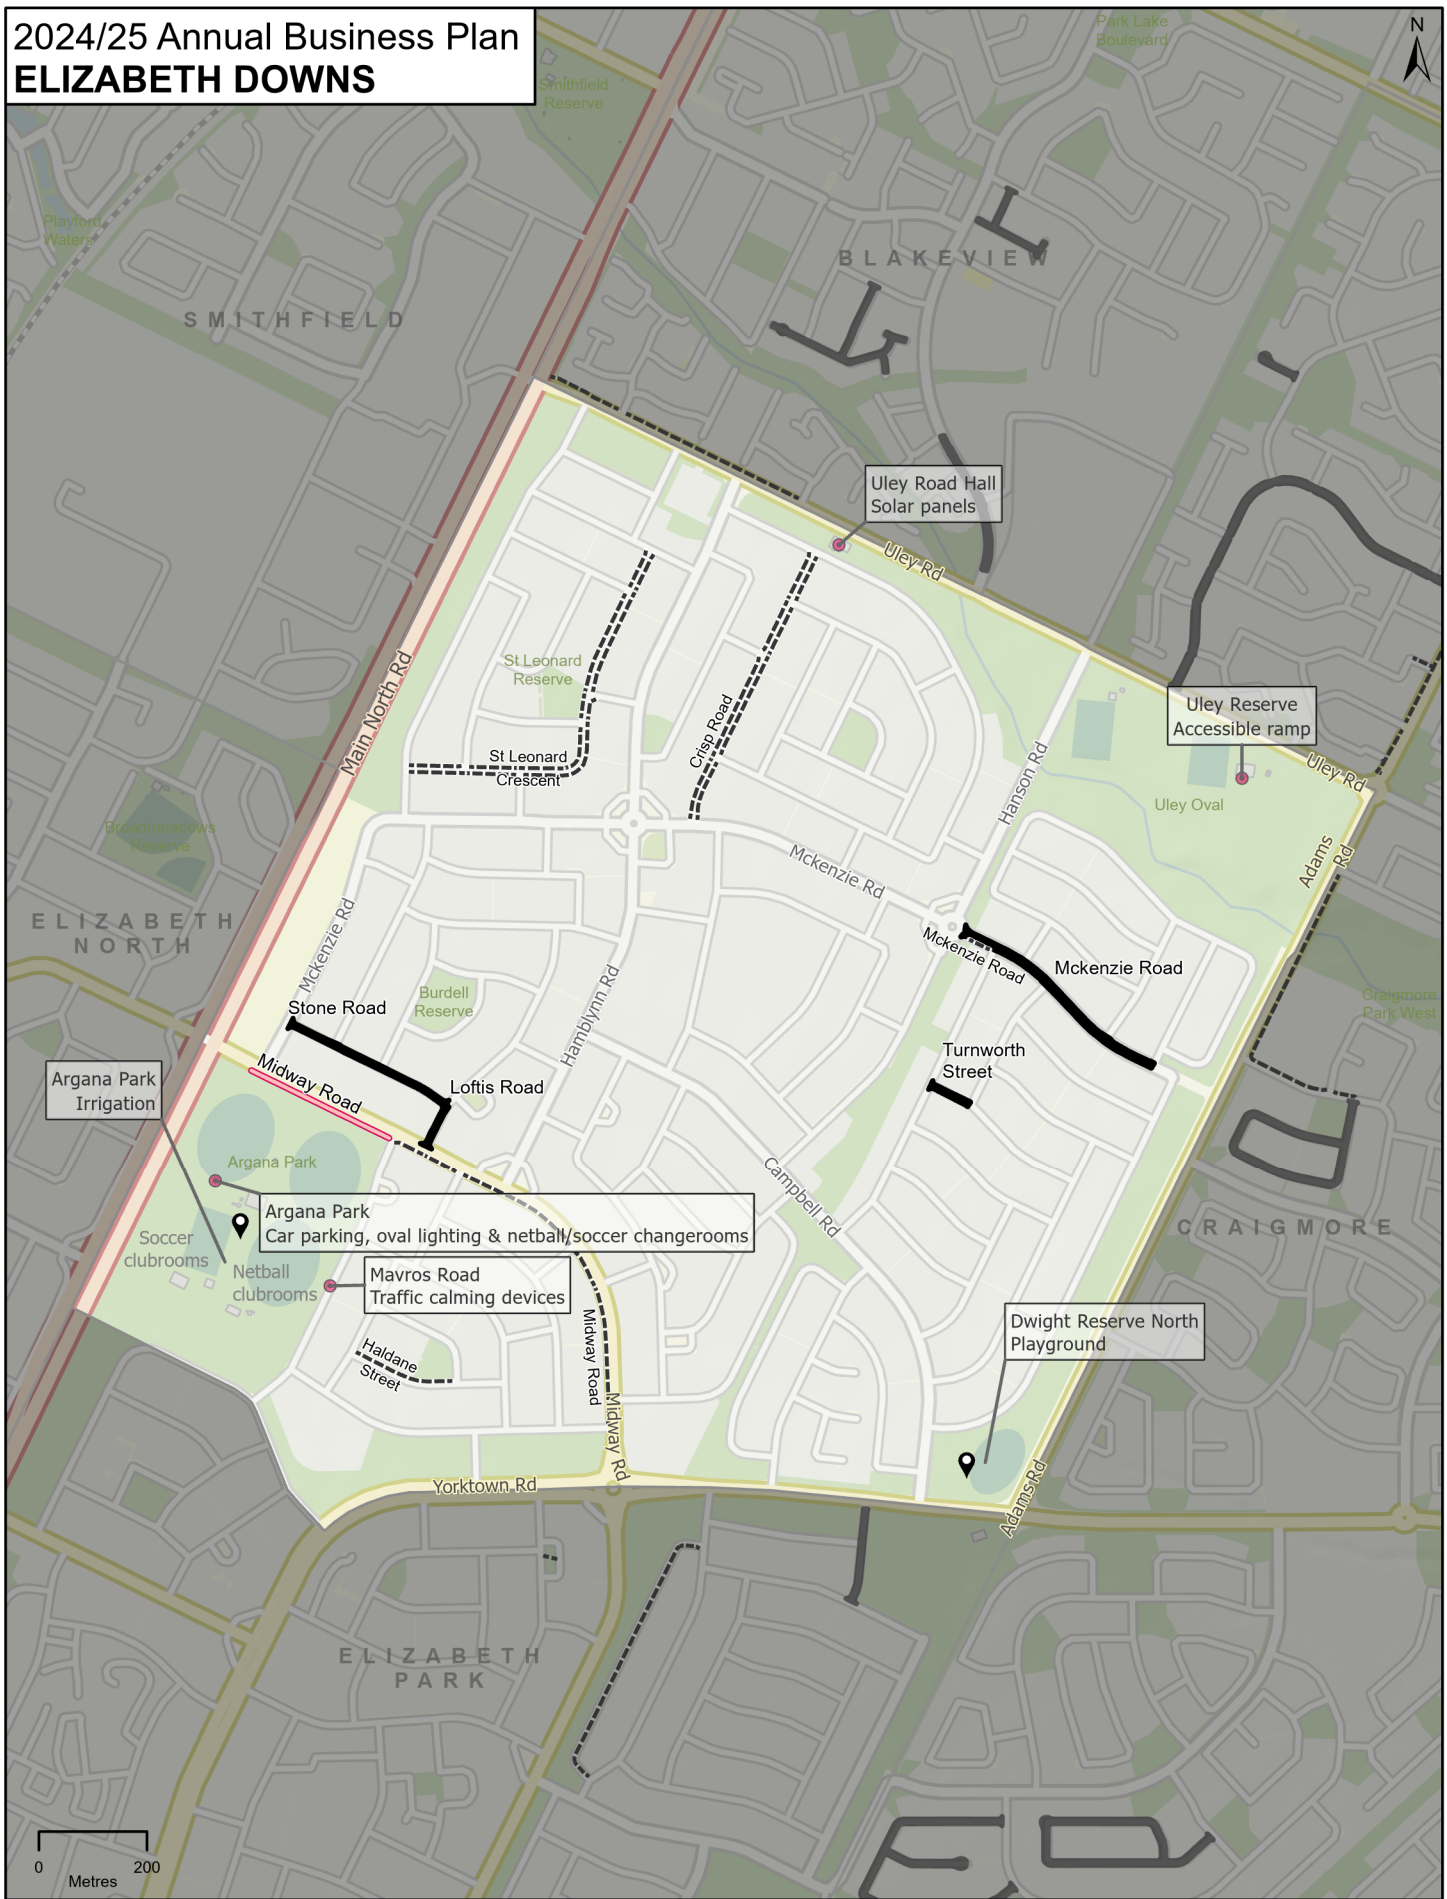 2024/25 Annual Business Plan
ELIZABETH DOWNS
N
Park Lake
Boulevard
Smithfield
Reserve
Playford
Waters
BLAKEVIEW
SMITHFIELD
Uley Road Hall
Solar panels
Uley Rd
St Leonard
Reserve
Main North Rd
Crisp Road
St Leonard
Crescent
Uley Reserve
Accessible ramp
Uley Rd
Hanson Rd
Uley Oval
Broadmeadows
Reserve
Mckenzie Rd
Adams
Rd
ELIZABETH
NORTH
Mckenzie Rd
Mckenzie Road
Mckenzie Road
Burdell
Reserve
Stone Road
Hamblynn Rd
Craigmore
Park West
Turnworth
Street
Argana Park
Irrigation
Midway Road
Loftis Road
Argana Park
Campbell Rd
Argana Park
Car parking, oval lighting & netball/soccer changerooms
Soccer
clubrooms
Netball
clubrooms
Mavros Road
Traffic calming devices
CRAIGMORE
Dwight Reserve North
Playground
Haldane
Street
Midway Road
Midway Rd
Yorktown Rd
Adams Rd
ELIZABETH
PARK
0
200
Metres